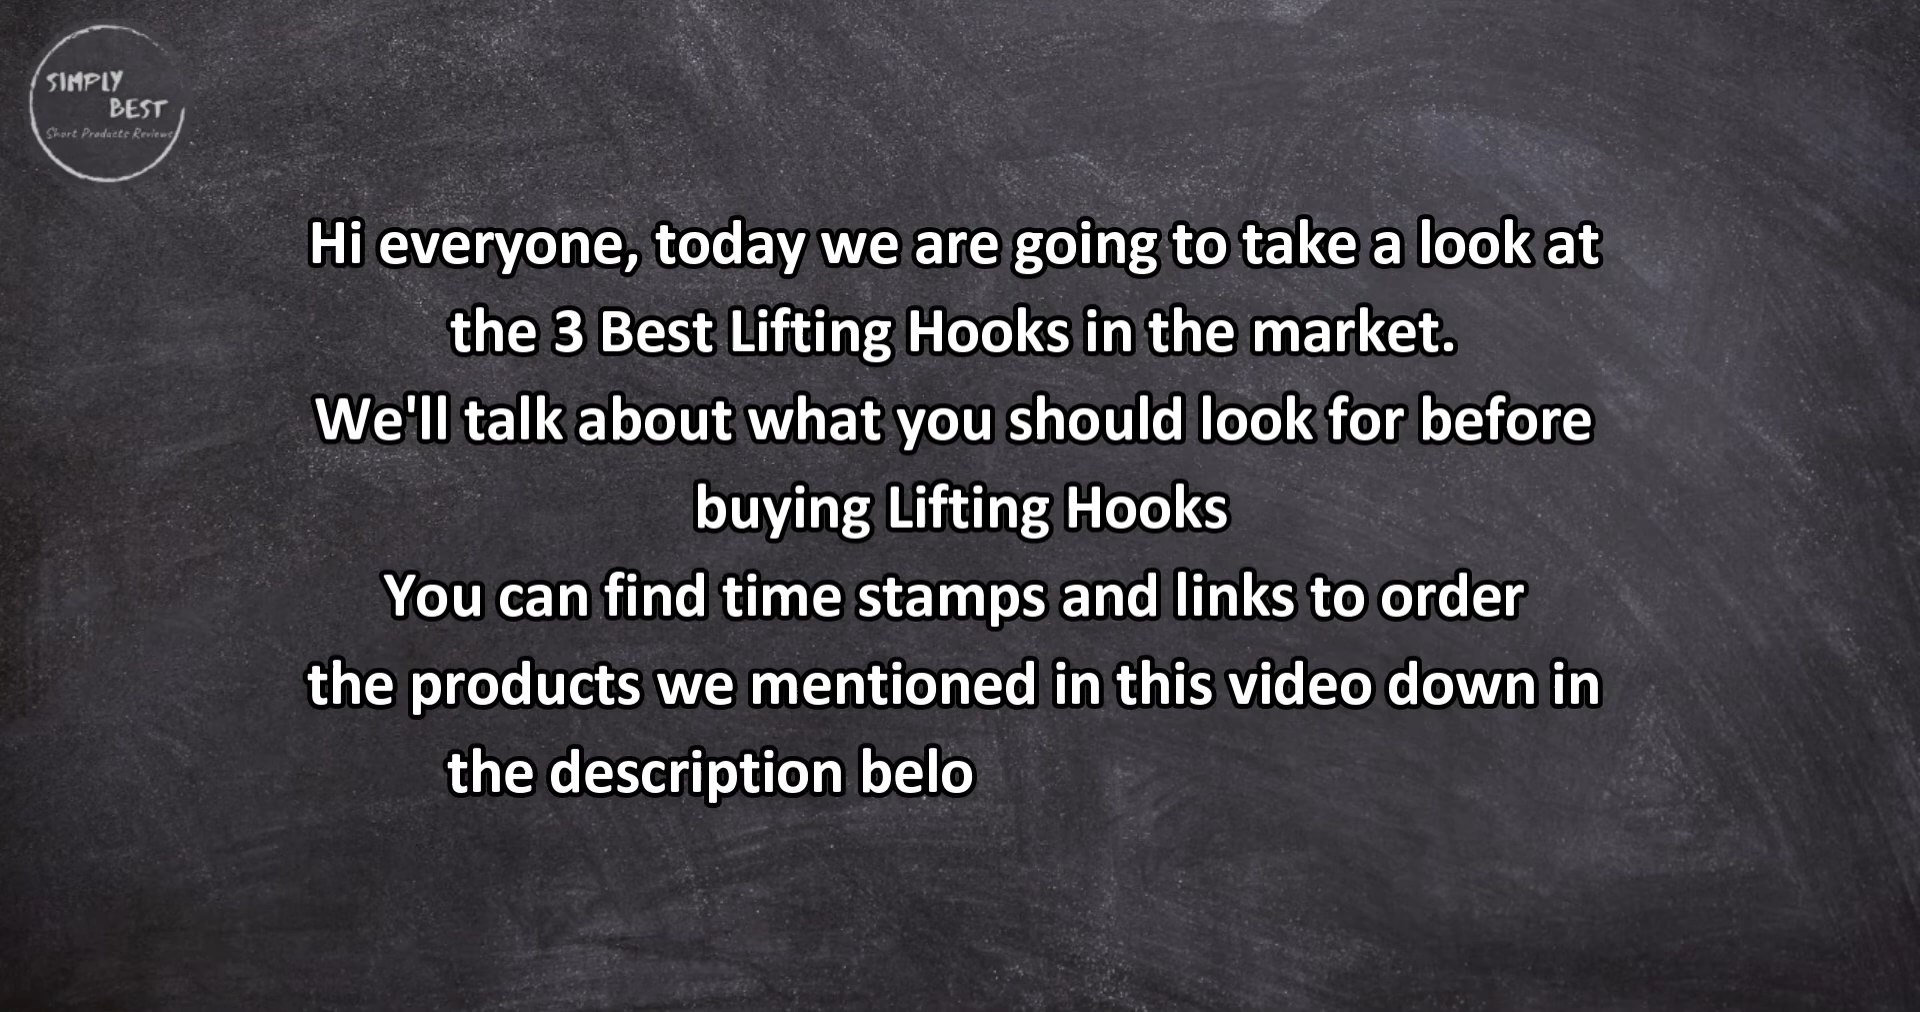 SIMPLY
BEST
Short Products Reviews
Hi everyone, today we are going to take a look at
the 3 Best Lifting Hooks in the market.
We'll talk about what you should look for before
buying Lifting Hooks
You can find time stamps and links to order
the products we mentioned in this video down in
the description belo